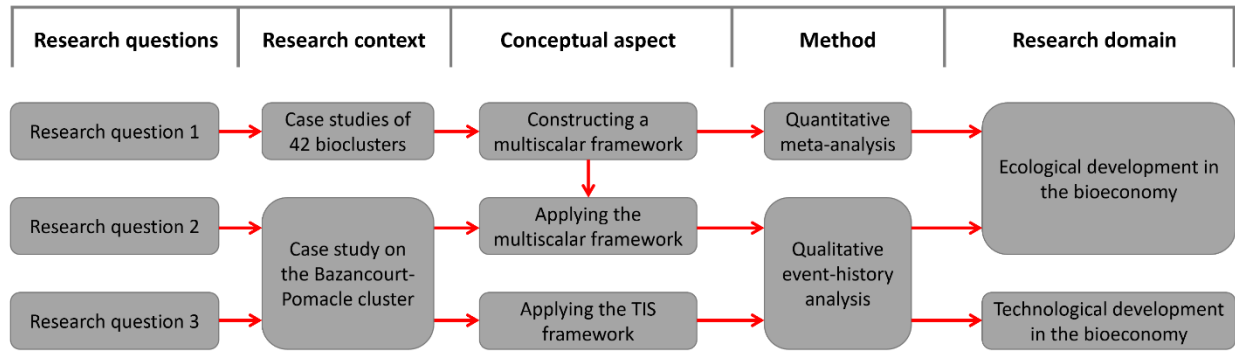 Research questions
Research context
Conceptual aspect
Method
Research domain
Research question 1
Case studies of
42 bioclusters
Constructing a
multiscalar framework
Quantitative
meta-analysis
Ecological development in
the bioeconomy
Research question 2
Case study on
the Bazancourt-
Pomacle cluster
Applying the
multiscalar framework
Qualitative
event-history
analysis
Research question 3
Applying the TIS
framework
Technological development
in the bioeconomy